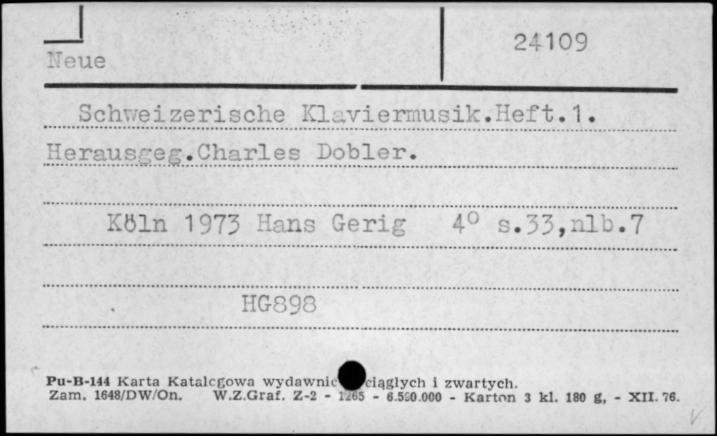 24109
Neue
Schweizerische Klaviermusik.Heft.1.
Herausgeg.Charles Dobler.
Köln 1973 Hans Gerig 4° s.33,nlb.7
HG898
Pu-B-144 Karta Katalogowa ciągłych i zwartych.
Zam. 1648/DW/On. W.Z.Graf. Z-2 - 1265 - 6.500.000 - Karton 3 kl. 180 g, - XII. 76.